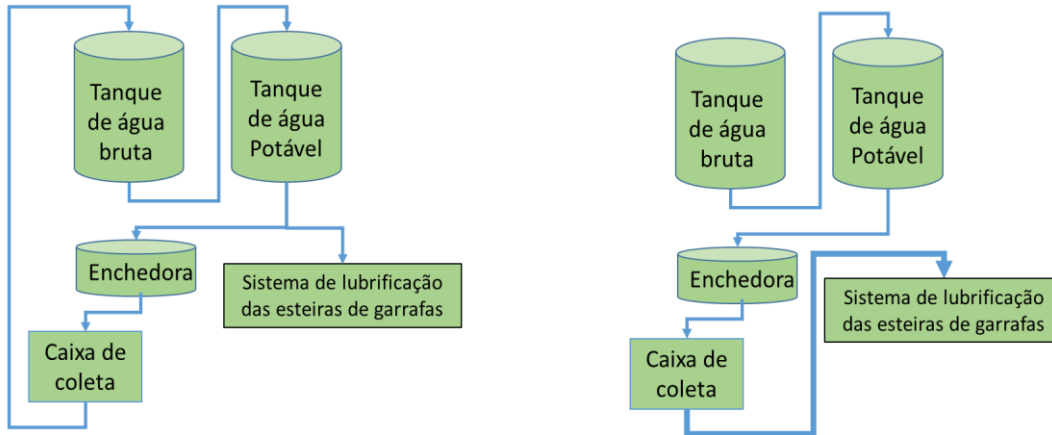 Tanque
de água
bruta
Tanque
de água
Potável
Enchedora
Sistema de lubrificação
das esteiras de garrafas
Caixa de
coleta
Tanque
de água
bruta
Tanque
de água
Potável
Enchedora
Sistema de lubrificação
das esteiras de garrafas
Caixa de
coleta